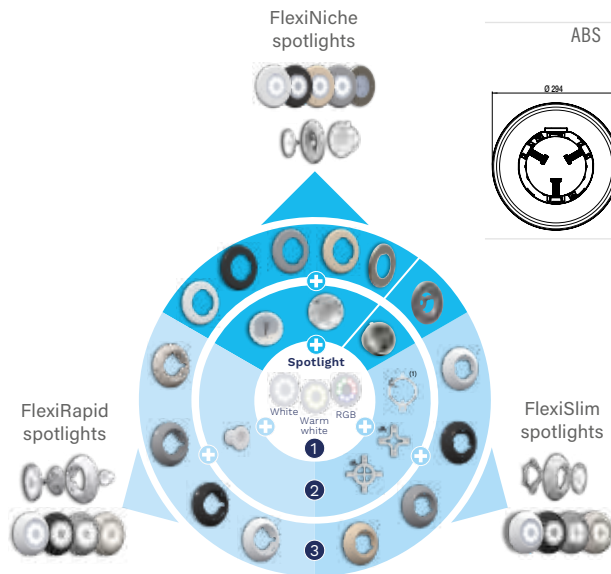 FlexiNiche
spotlights
ABS
Ø 294
Spotlight
(1)
White
Warm
white
RGB
1
2
3
FlexiRapid
spotlights
FlexiSlim
spotlights